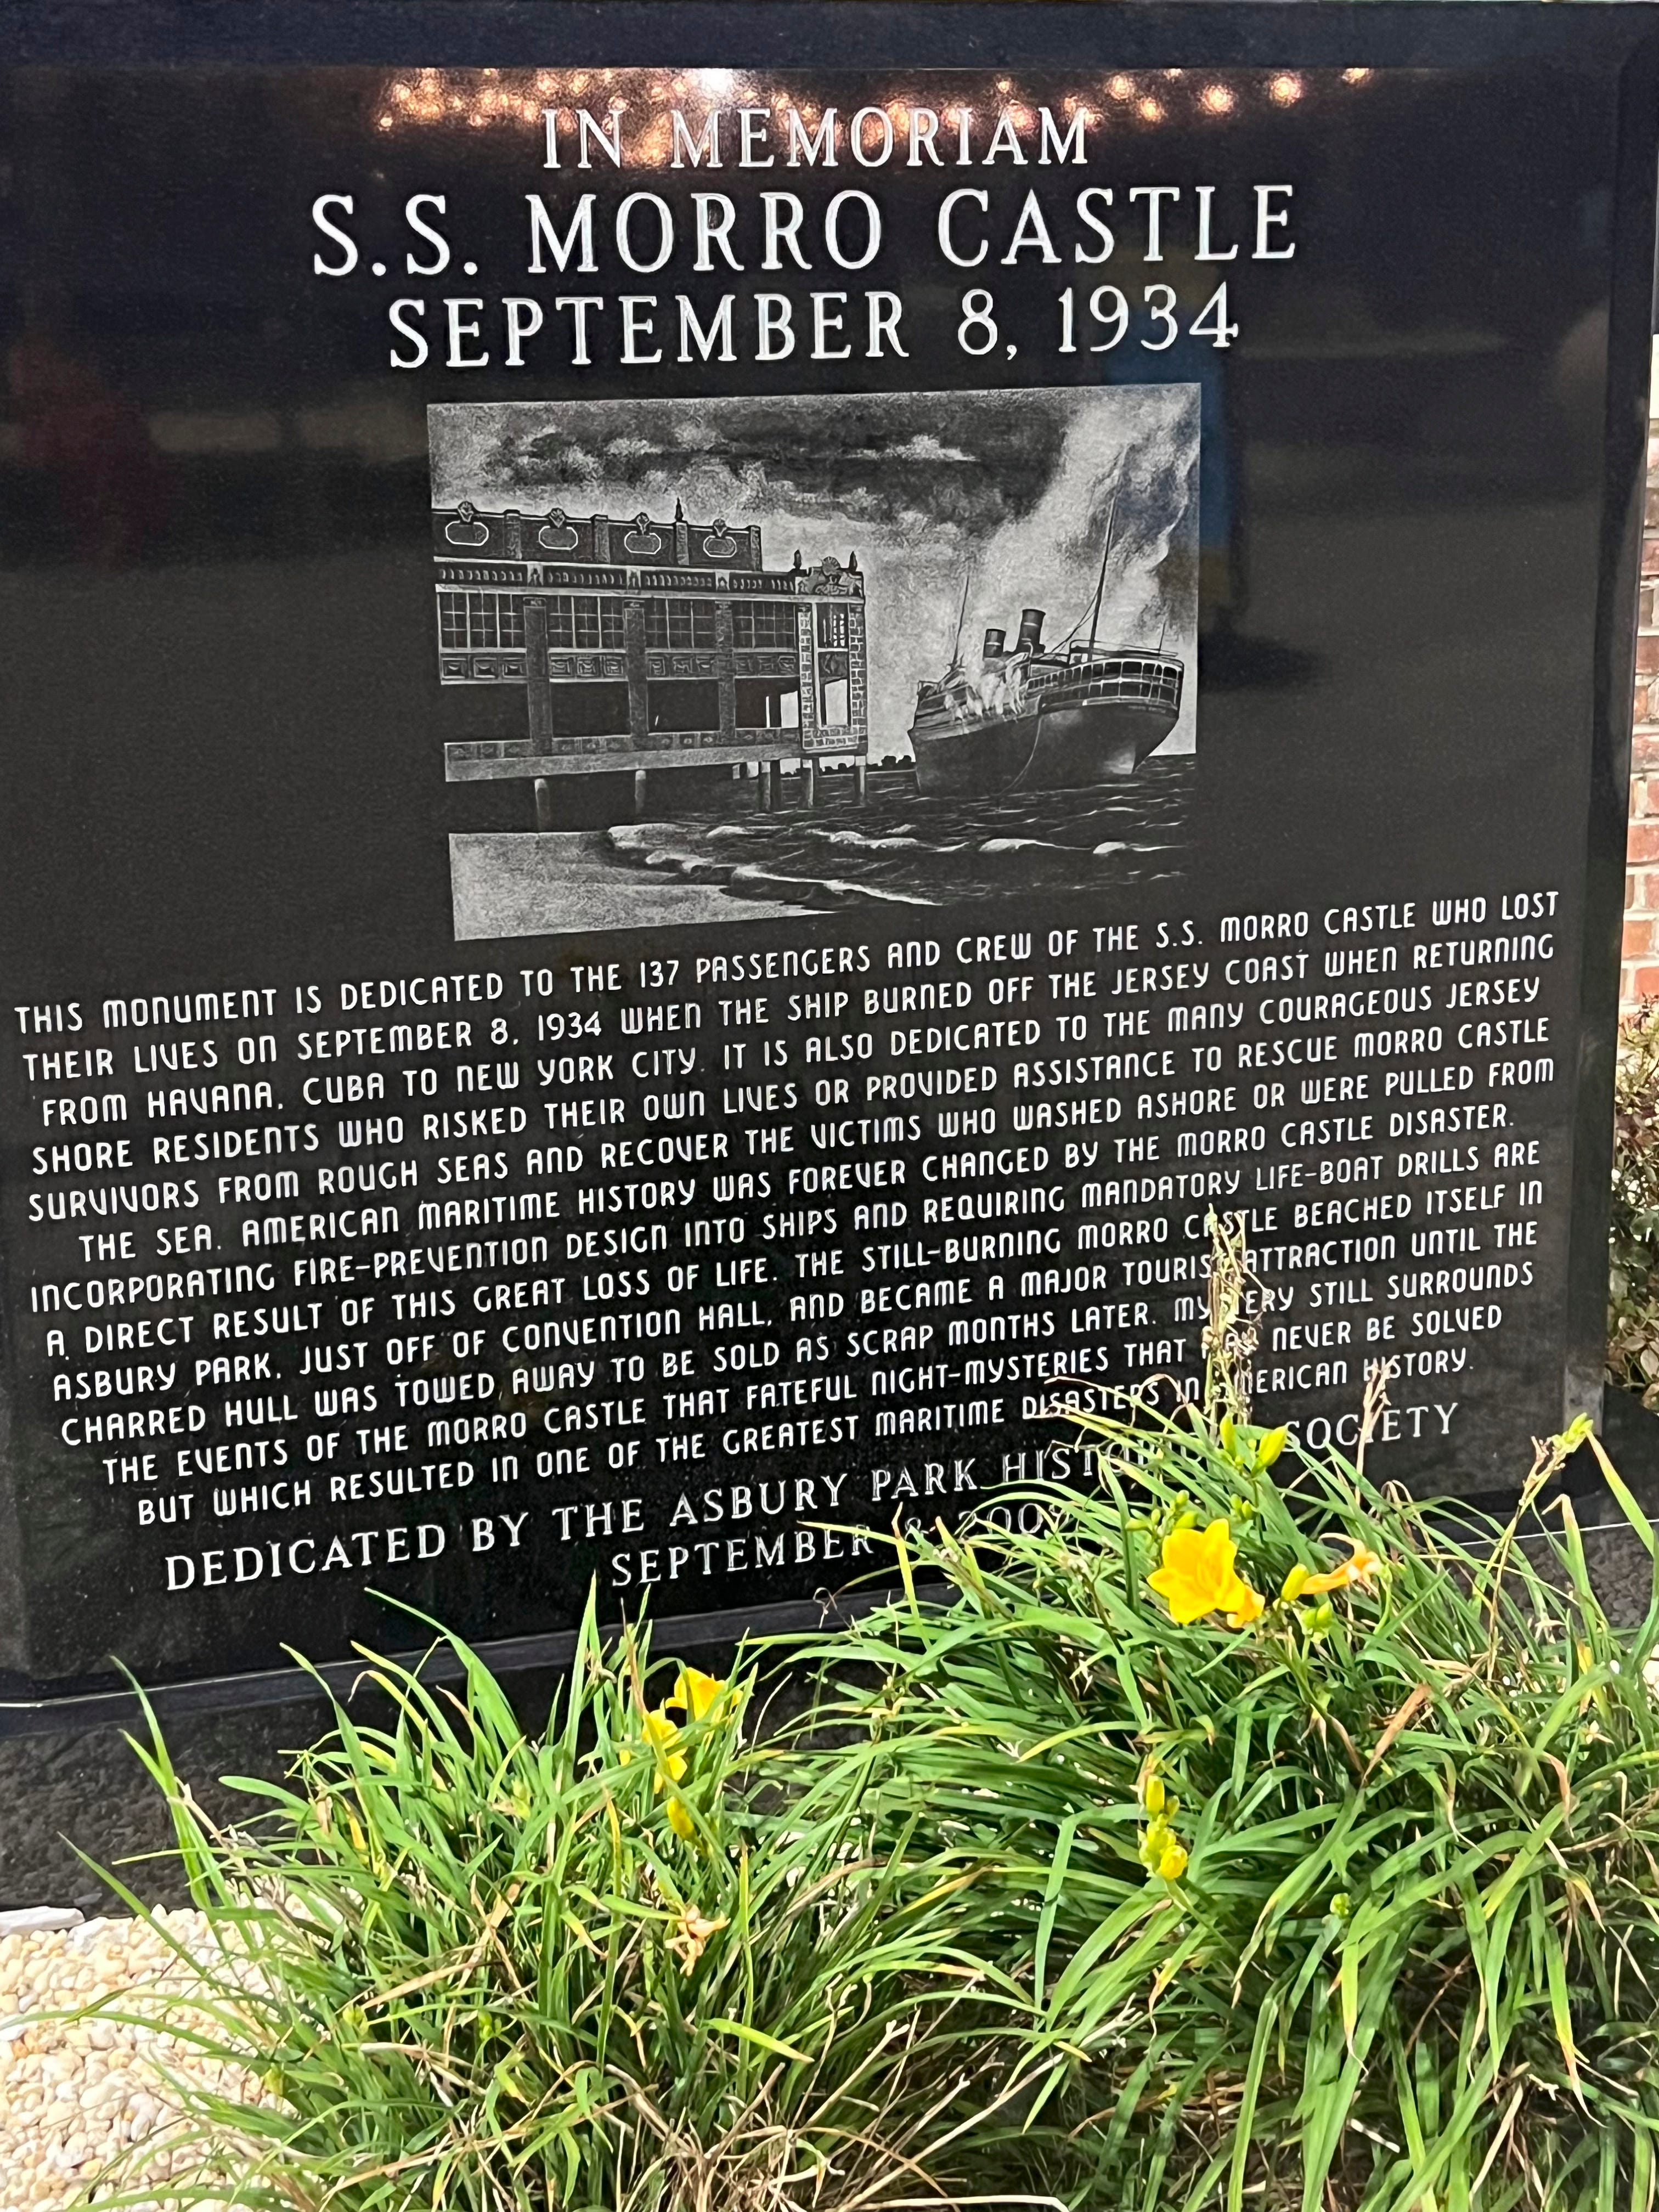 IN MEMORIAM
S.S. MORRO CASTLE
SEPTEMBER 8, 1934
THIS MONUMENT IS DEDICATED TO THE 137 PASSENGERS AND CREW OF THE S.S. MORRO CASTLE WHO LOST
THEIR LIVES ON SEPTEMBER 8, 1934 WHEN THE SHIP BURNED OFF THE JERSEY COAST WHEN RETURNING
FROM HAVANA, CUBA TO NEW YORK CITY. IT IS ALSO DEDICATED TO THE MANY COURAGEOUS JERSEY
SHORE RESIDENTS WHO RISKED THEIR OWN LIVES OR PROVIDED ASSISTANCE TO RESCUE MORRO CASTLE
SURVIVORS FROM ROUGH SEAS AND RECOVER THE VICTIMS WHO WASHED ASHORE OR WERE PULLED FROM
THE SEA. AMERICAN MARITIME HISTORY WAS FOREVER CHANGED BY THE MORRO CASTLE DISASTER.
INCORPORATING FIRE-PREVENTION DESIGN INTO SHIPS AND REQUIRING MANDATORY LIFE-BOAT DRILLS ARE
A DIRECT RESULT OF THIS GREAT LOSS OF LIFE. THE STILL-BURNING MORRO CASTLE BEACHED ITSELF IN
ASBURY PARK, JUST OFF OF CONVENTION HALL, AND BECAME A MAJOR TOURIST ATTRACTION UNTIL THE
CHARRED HULL WAS TOWED AWAY TO BE SOLD AS SCRAP MONTHS LATER. MYSTERY STILL SURROUNDS
THE EVENTS OF THE MORRO CASTLE THAT FATEFUL NIGHT-MYSTERIES THAT NEVER BE SOLVED
BUT WHICH RESULTED IN ONE OF THE GREATEST MARITIME DISASTERS IN AMERICAN HISTORY.
DEDICATED BY THE ASBURY PARK SOCIETY
SEPTEMBER 8,